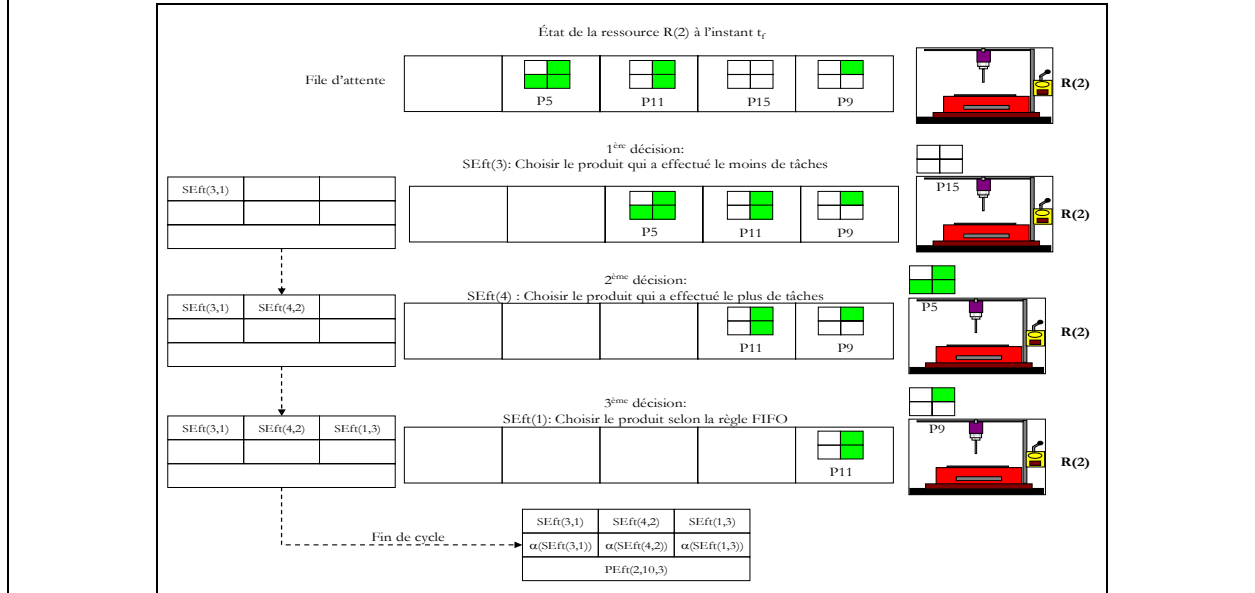 État de la ressource R(2) à l'instant tf
File d'attente
P5 P11 P15 P9
R(2)
1ère décision:
SEft(3): Choisir le produit qui a effectué le moins de tâches
SEft(3,1)
P5 P11 P9
P15
R(2)
2ème décision:
SEft(4) : Choisir le produit qui a effectué le plus de tâches
SEft(3,1) SEft(4,2)
P11 P9
P5
R(2)
3ème décision:
SEft(1): Choisir le produit selon la règle FIFO
SEft(3,1) SEft(4,2) SEft(1,3)
P11
P9
R(2)
Fin de cycle
SEft(3,1) SEft(4,2) SEft(1,3)
α(SEft(3,1)) α(SEft(4,2)) α(SEft(1,3))
PEft(2,10,3)